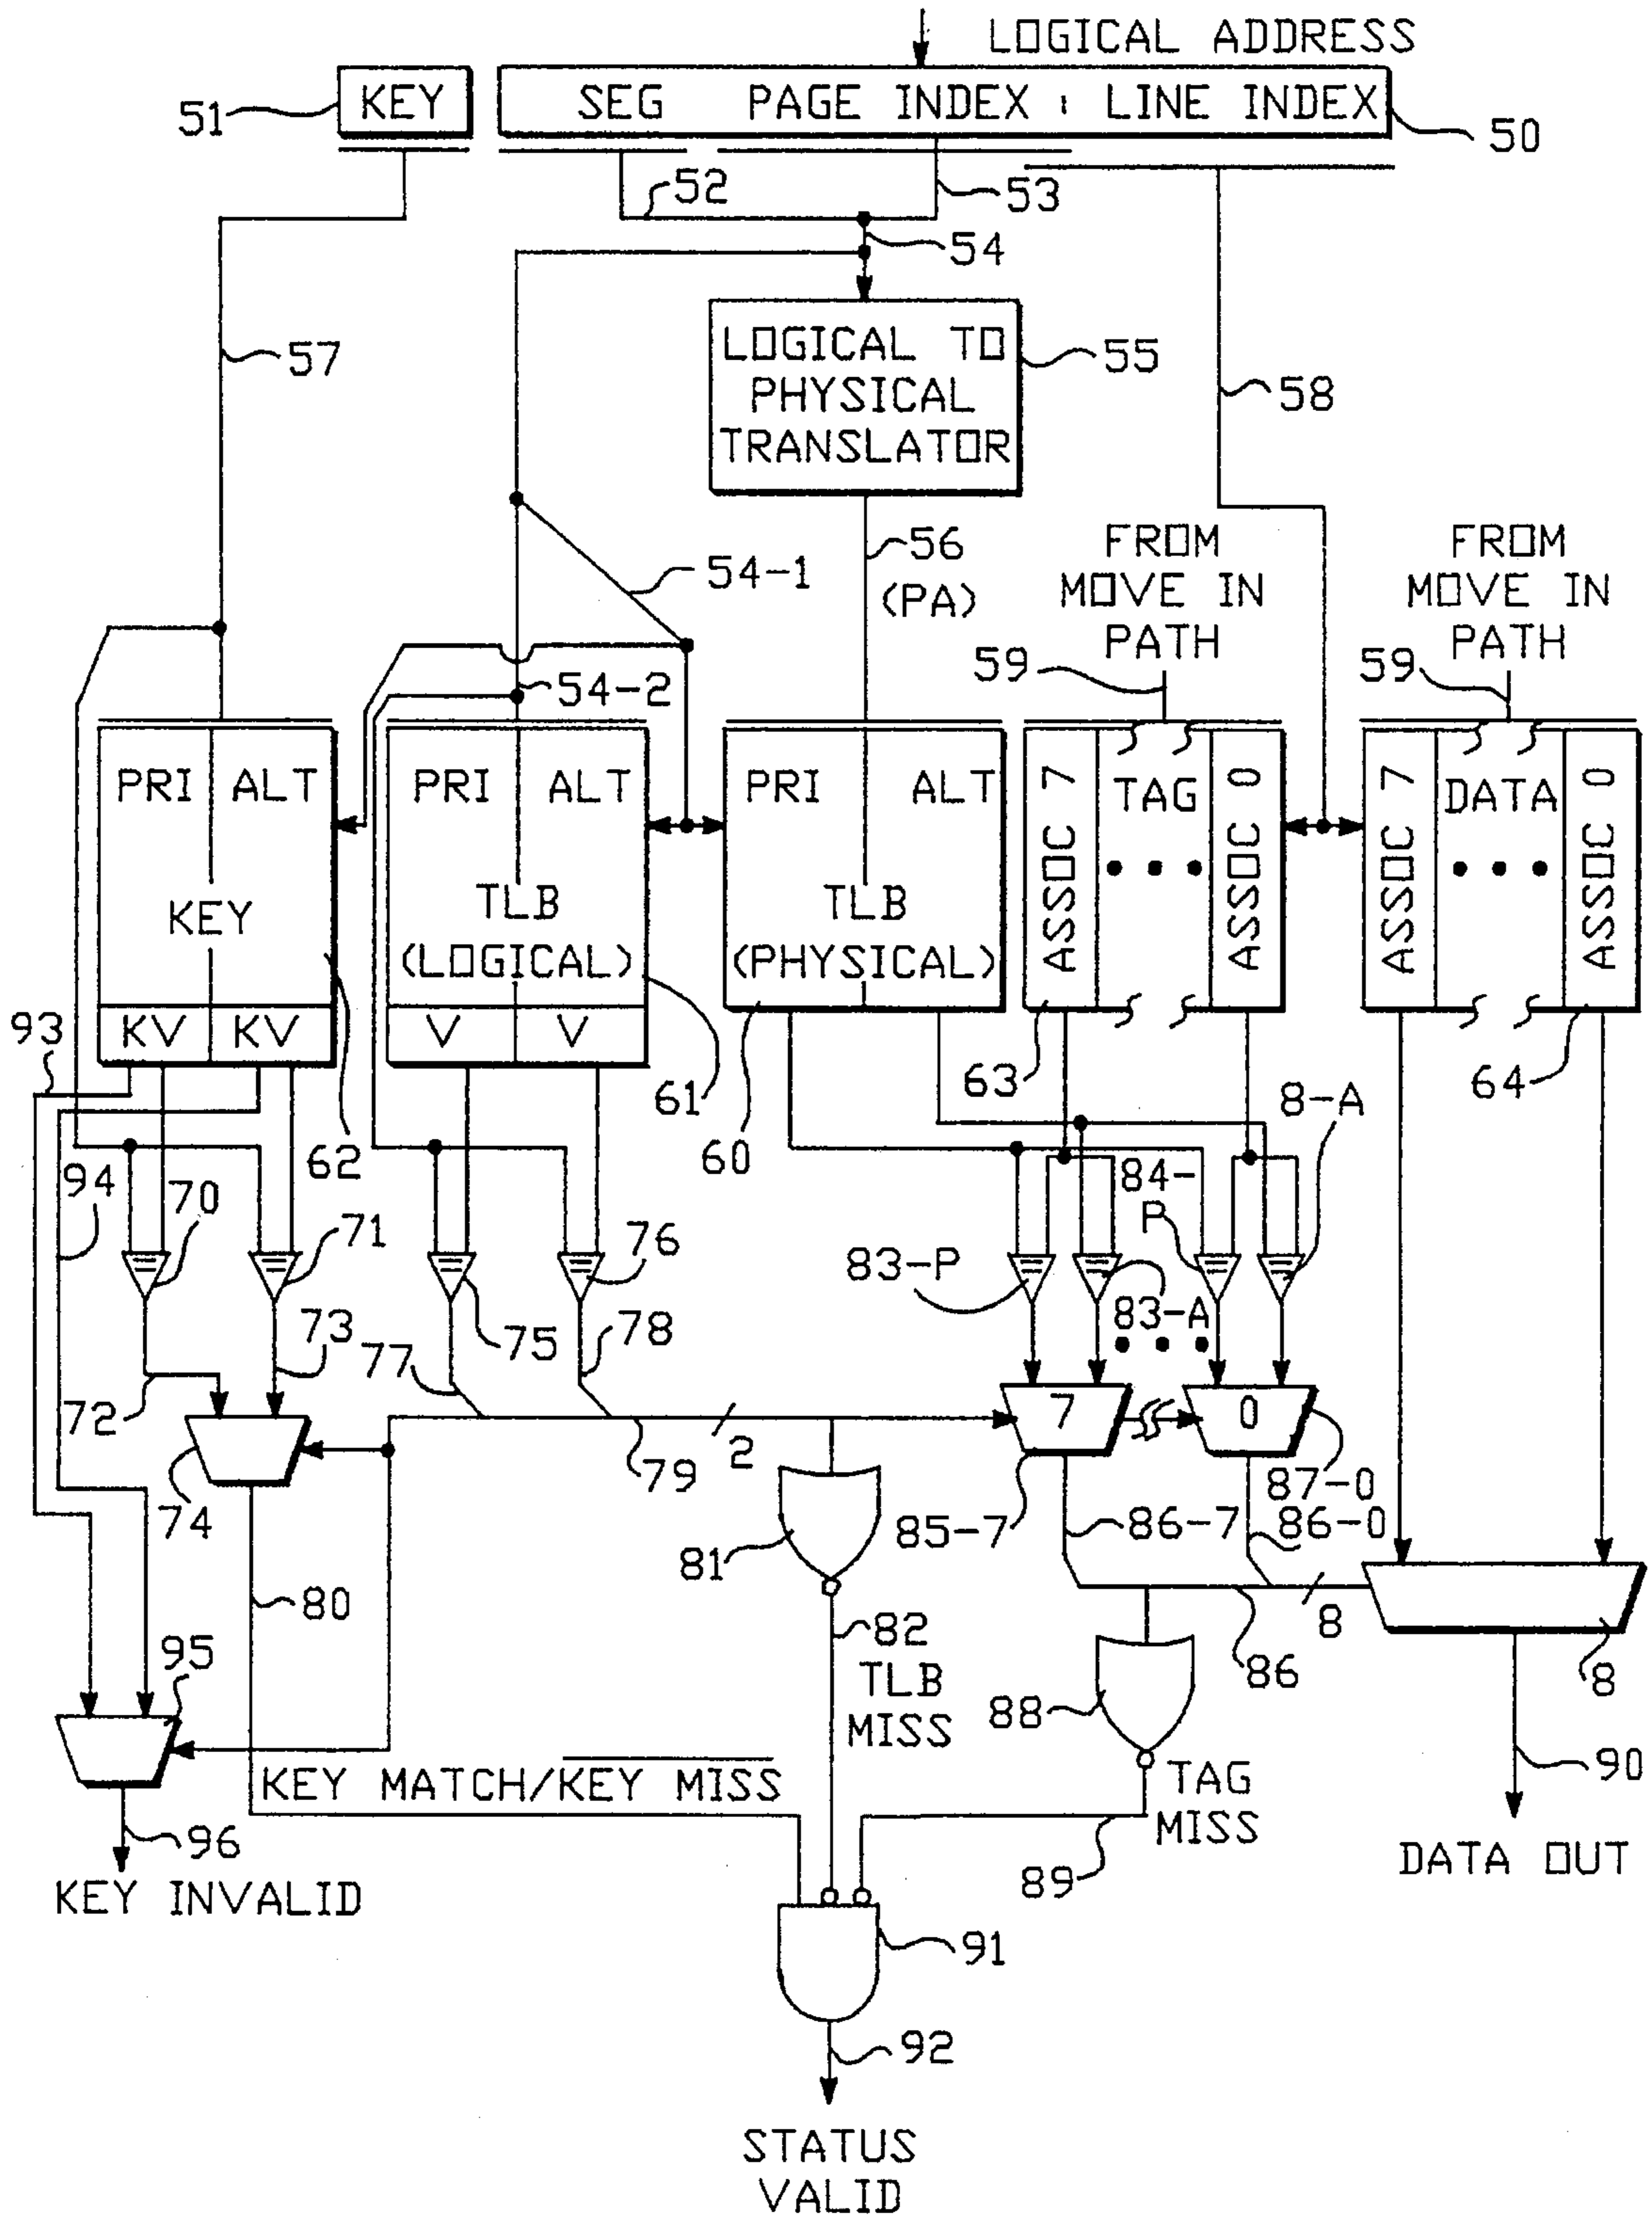 LOGICAL ADDRESS
51
KEY
SEG PAGE INDEX : LINE INDEX
50
52
53
54
57
LOGICAL TO
PHYSICAL
TRANSLATOR
55
58
56
(PA)
54-1
FROM
MOVE IN
PATH
FROM
MOVE IN
PATH
59
59
54-2
PRI ALT
KEY
KV KV
PRI ALT
TLB
(LOGICAL)
V V
PRI ALT
TLB
(PHYSICAL)
ASSOC 7
TAG
ASSOC 0
ASSOC 7
DATA
ASSOC 0
93
62
61
60
63
64
8-A
94
70
71
76
84-
P
83-P
83-A
72
73
75
77
78
7
0
74
79
2
85-7
87-0
86-7
86-0
81
80
82
TLB
MISS
8
86
8
88
95
KEY MATCH/KEY MISS
TAG
MISS
90
96
KEY INVALID
89
DATA OUT
91
92
STATUS
VALID